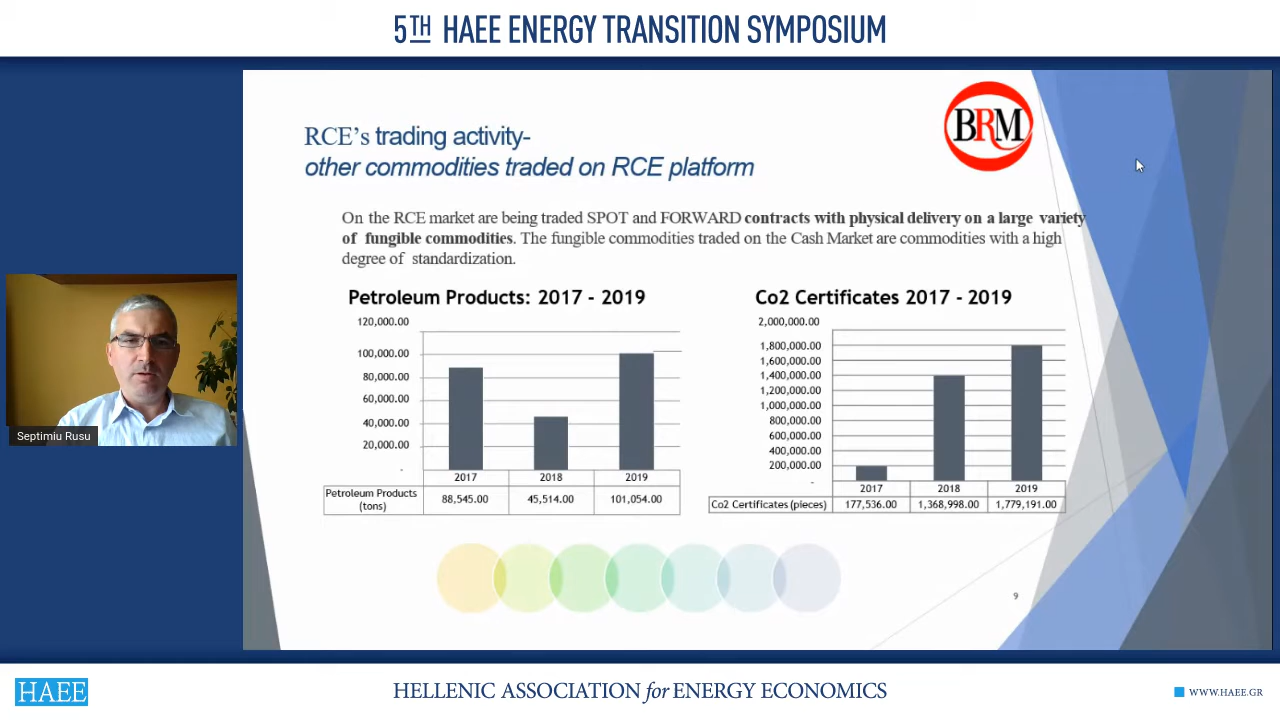 5TH HAEE ENERGY TRANSITION SYMPOSIUM
BRM
RCE's trading activity-
other commodities traded on RCE platform
On the RCE market are being traded SPOT and FORWARD contracts with physical delivery on a large variety
of fungible commodities. The fungible commodities traded on the Cash Market are commodities with a high
degree of standardization.
Petroleum Products: 2017 - 2019
120,000.00
100,000.00
80,000.00
60,000.00
40,000.00
20,000.00
-
2017 2018 2019
Petroleum Products (tons) 88,545.00 45,514.00 101,054.00
Co2 Certificates 2017 - 2019
2,000,000.00
1,800,000.00
1,600,000.00
1,400,000.00
1,200,000.00
1,000,000.00
800,000.00
600,000.00
400,000.00
200,000.00
-
2017 2018 2019
Co2 Certificates (pieces) 177,536.00 1,368,998.00 1,779,191.00
9
Septimiu Rusu
HAEE
HELLENIC ASSOCIATION for ENERGY ECONOMICS
WWW.HAEE.GR